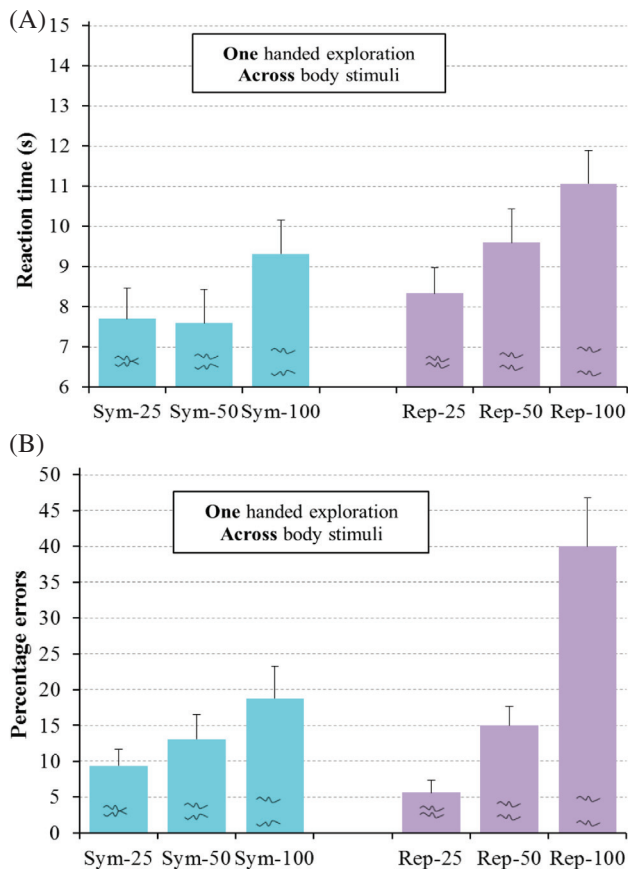 (A)
15
14
13
12
11
10
9
8
7
6
Reaction time (s)
One handed exploration
Across body stimuli
Sym-25 Sym-50 Sym-100 Rep-25 Rep-50 Rep-100
(B)
50
45
40
35
30
25
20
15
10
5
0
Percentage errors
One handed exploration
Across body stimuli
Sym-25 Sym-50 Sym-100 Rep-25 Rep-50 Rep-100